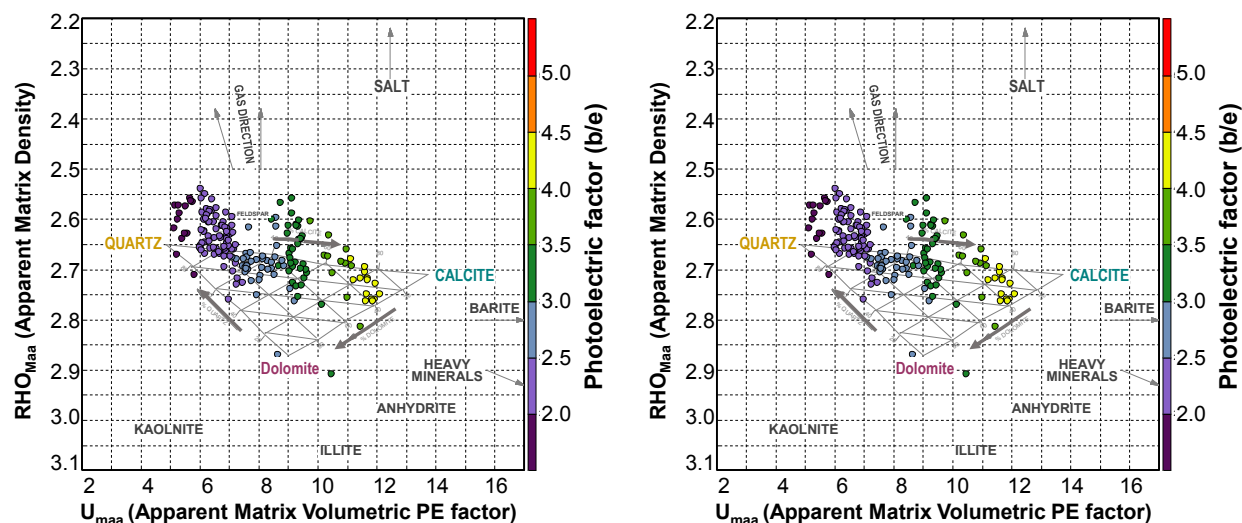 2.2
2.3
2.4
2.5
2.6
2.7
2.8
2.9
3.0
3.1
RHO_Maa (Apparent Matrix Density)
2 4 6 8 10 12 14 16
U_maa (Apparent Matrix Volumetric PE factor)
SALT
GAS DIRECTION
FELDSPAR
QUARTZ
CALCITE
BARITE
Dolomite
HEAVY
MINERALS
ANHYDRITE
KAOLNITE
ILLITE
5.0
4.5
4.0
3.5
3.0
2.5
2.0
Photoelectric factor (b/e)
2.2
2.3
2.4
2.5
2.6
2.7
2.8
2.9
3.0
3.1
RHO_Maa (Apparent Matrix Density)
2 4 6 8 10 12 14 16
U_maa (Apparent Matrix Volumetric PE factor)
SALT
GAS DIRECTION
FELDSPAR
QUARTZ
CALCITE
BARITE
Dolomite
HEAVY
MINERALS
ANHYDRITE
KAOLNITE
ILLITE
5.0
4.5
4.0
3.5
3.0
2.5
2.0
Photoelectric factor (b/e)